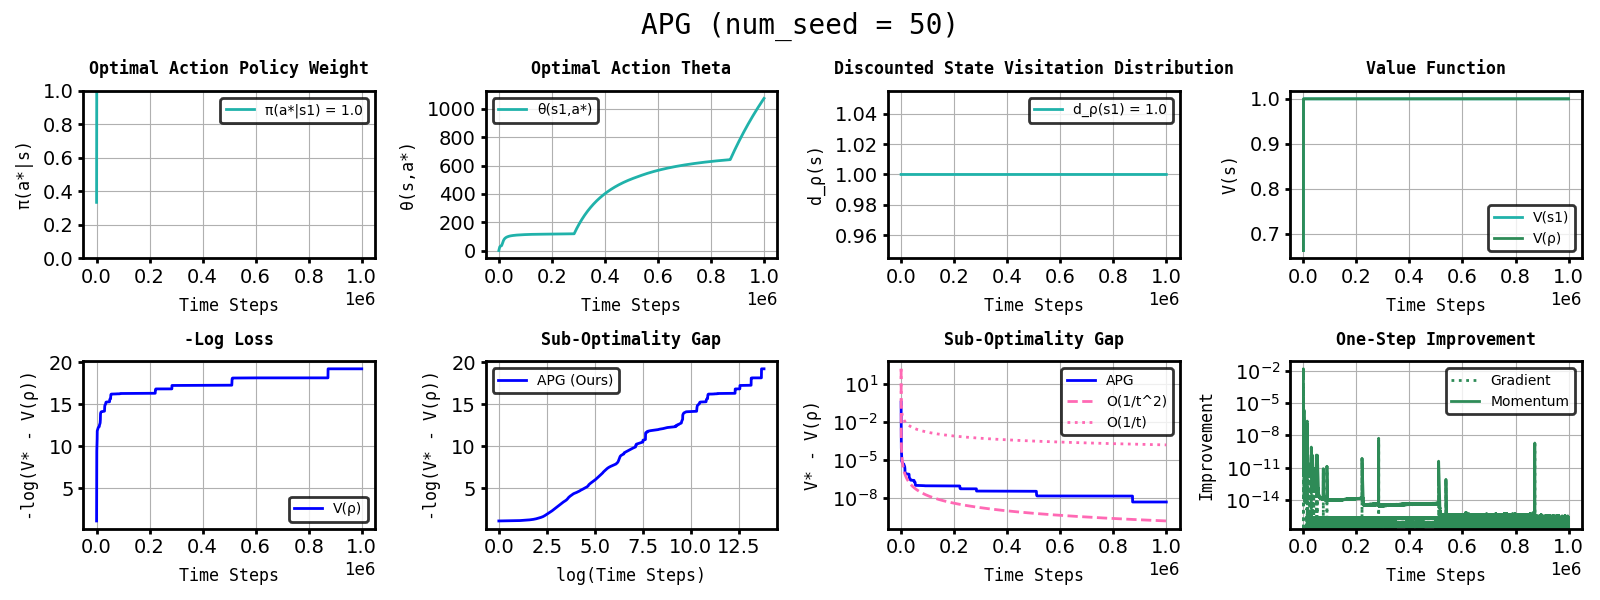 APG (num_seed = 50)
Optimal Action Policy Weight
π(a*|s)
1.0
0.8
0.6
0.4
0.2
0.0
π(a*|s1) = 1.0
0.0 0.2 0.4 0.6 0.8 1.0
1e6
Time Steps
Optimal Action Theta
θ(s,a*)
1000
800
600
400
200
0
θ(s1,a*)
0.0 0.2 0.4 0.6 0.8 1.0
1e6
Time Steps
Discounted State Visitation Distribution
d_ρ(s)
1.04
1.02
1.00
0.98
0.96
d_ρ(s1) = 1.0
0.0 0.2 0.4 0.6 0.8 1.0
1e6
Time Steps
Value Function
V(s)
1.0
0.9
0.8
0.7
V(s1)
V(ρ)
0.0 0.2 0.4 0.6 0.8 1.0
1e6
Time Steps
-Log Loss
-log(V* - V(ρ))
20
15
10
5
V(ρ)
0.0 0.2 0.4 0.6 0.8 1.0
1e6
Time Steps
Sub-Optimality Gap
-log(V* - V(ρ))
20
15
10
5
APG (Ours)
0.0 2.5 5.0 7.5 10.0 12.5
log(Time Steps)
Sub-Optimality Gap
V* - V(ρ)
10^1
10^-2
10^-5
10^-8
APG
O(1/t^2)
O(1/t)
0.0 0.2 0.4 0.6 0.8 1.0
1e6
Time Steps
One-Step Improvement
Improvement
10^-2
10^-5
10^-8
10^-11
10^-14
Gradient
Momentum
0.0 0.2 0.4 0.6 0.8 1.0
1e6
Time Steps